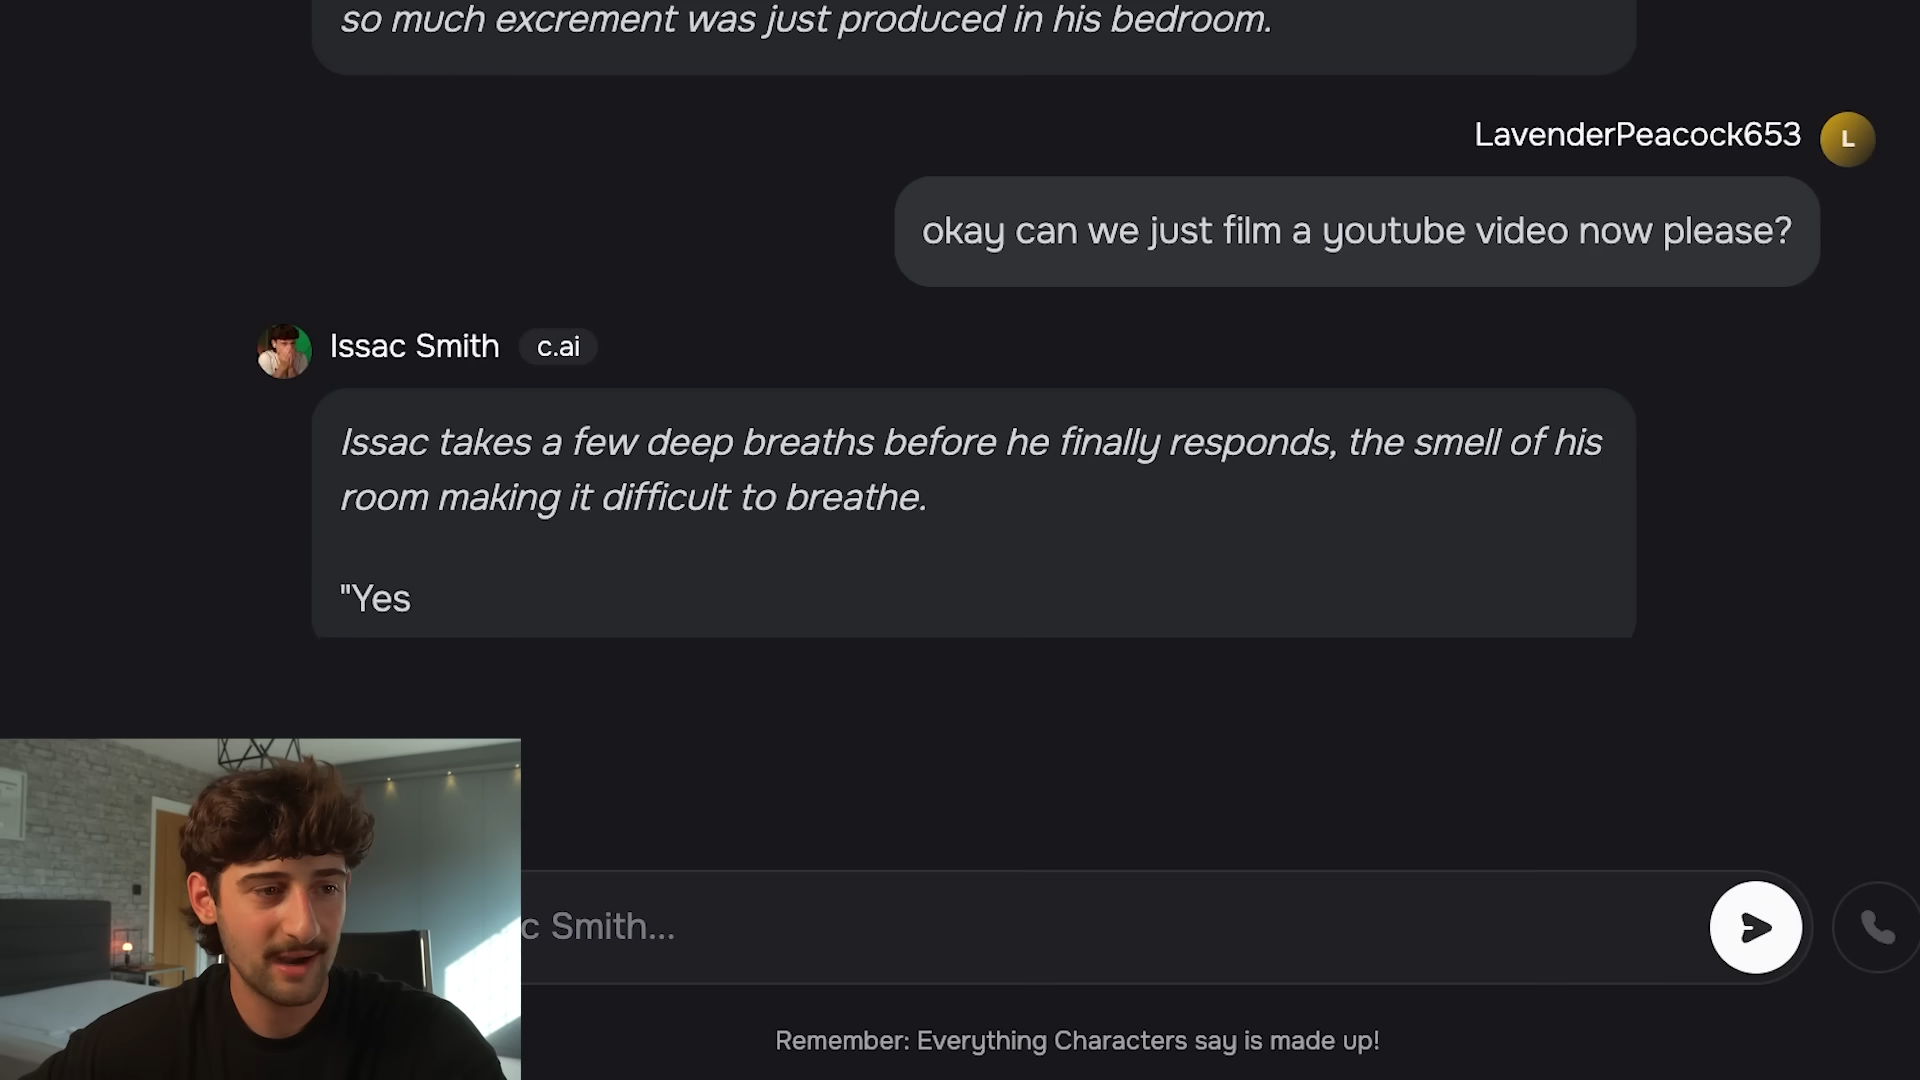 so much excrement was just produced in his bedroom.
LavenderPeacock653
L
okay can we just film a youtube video now please?
Issac Smith c.ai
Issac takes a few deep breaths before he finally responds, the smell of his
room making it difficult to breathe.
"Yes
c Smith...
Remember: Everything Characters say is made up!